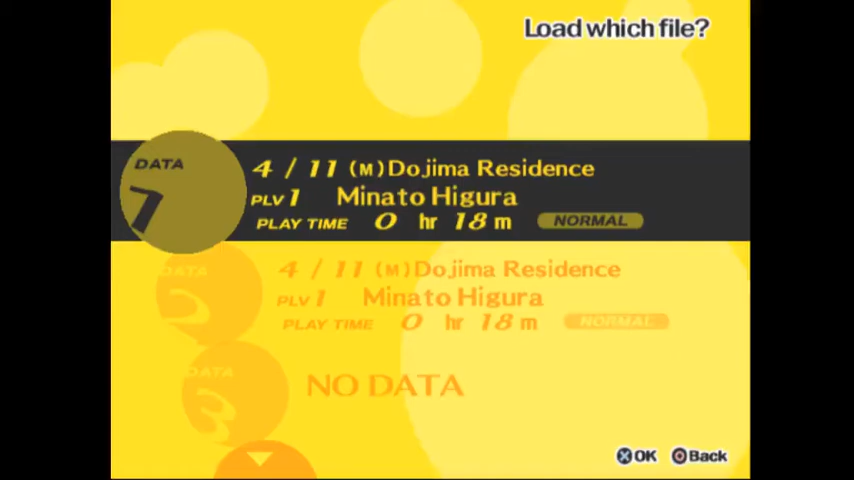 Load which file?
DATA
1
4 / 11 (M) Dojima Residence
PLV 1 Minato Higura
PLAY TIME 0 hr 18 m NORMAL
DATA
2
4 / 11 (M) Dojima Residence
PLV 1 Minato Higura
PLAY TIME 0 hr 18 m NORMAL
DATA
3
NO DATA
OK Back